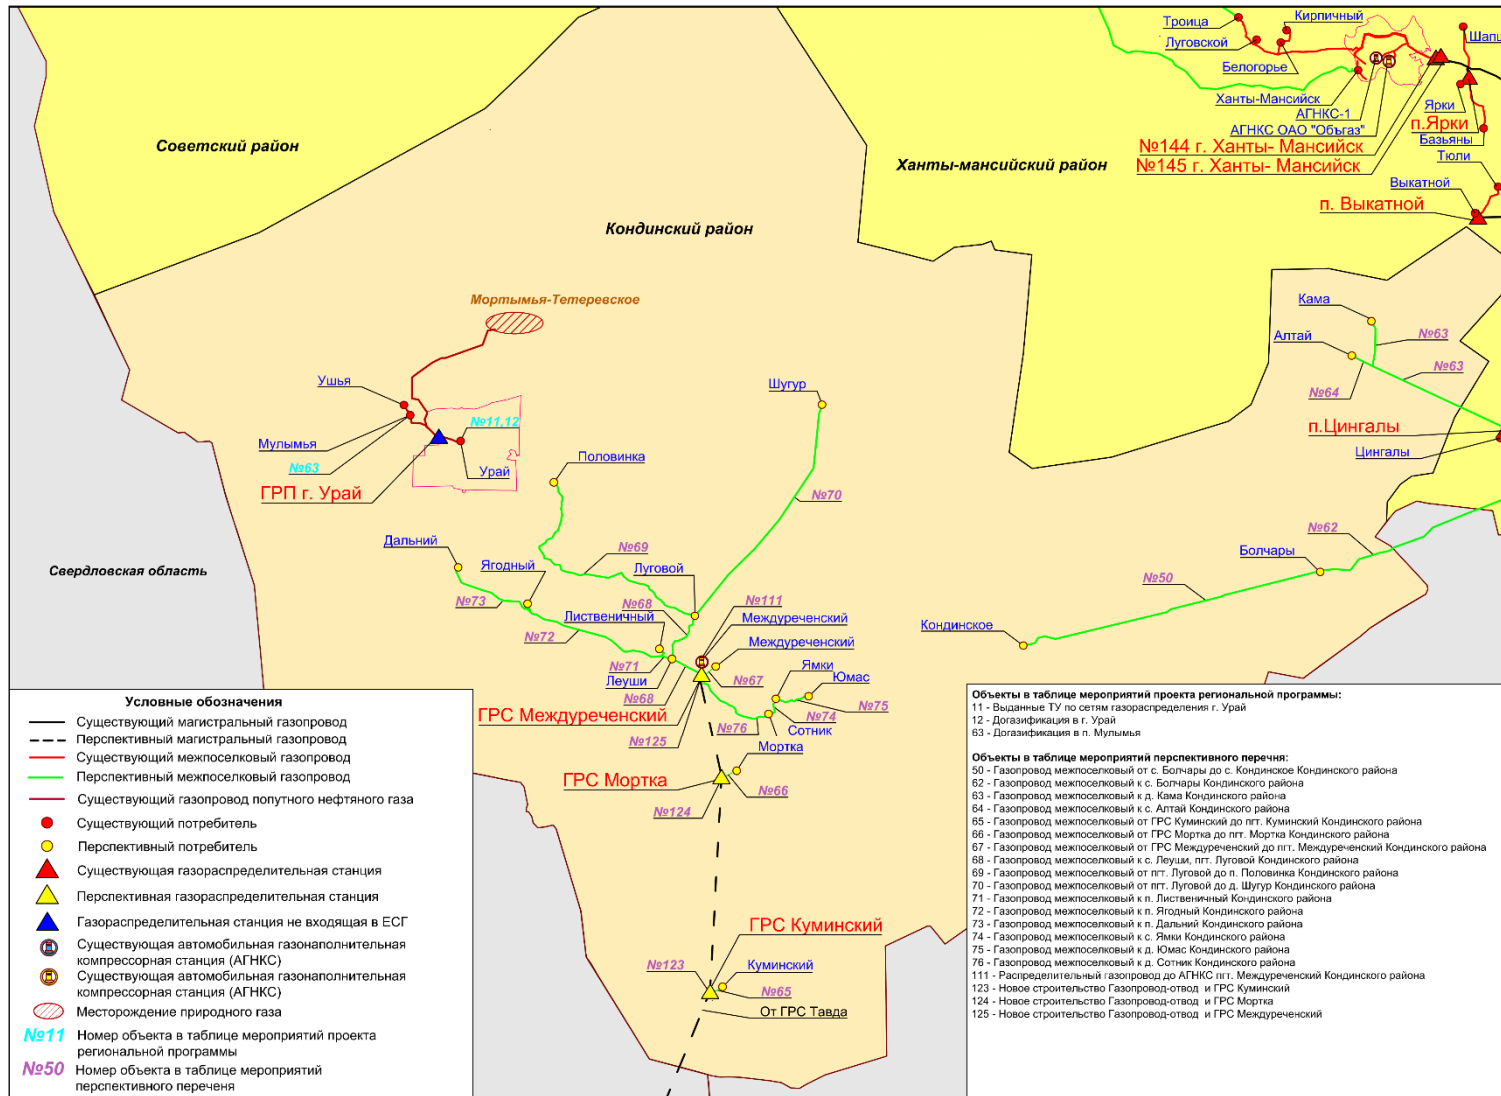 Троица
Кирпичный
Луговской
Белогорье
Ханты-Мансийск
АГНКС-1
АГНКС ОАО "Объгаз"
№144 г. Ханты- Мансийск
№145 г. Ханты- Мансийск
Ярки
п.Ярки
Базьяны
Тюли
Выкатной
п. Выкатной
Советский район
Ханты-мансийский район
Кондинский район
Мортымья-Тетеревское
Кама
№63
Алтай
№63
№64
п.Цингалы
Цингалы
Ушья
Мулымья
№63
№11,12
Урай
ГРП г. Урай
Шугур
Половинка
№70
№62
Болчары
№50
Кондинское
Свердловская область
Дальний
Ягодный
№69
Луговой
№73
№68
№111
Лиственичный
Междуреченский
№72
Междуреченский
№71
Леуши
№67
Ямки
Юмас
№68
ГРС Междуреченский
№75
№74
№76
Сотник
№125
Мортка
ГРС Мортка
№66
№124
ГРС Куминский
№123
Куминский
№65
От ГРС Тавда
Условные обозначения
Существующий магистральный газопровод
Перспективный магистральный газопровод
Существующий межпоселковый газопровод
Перспективный межпоселковый газопровод
Существующий газопровод попутного нефтяного газа
Существующий потребитель
Перспективный потребитель
Существующая газораспределительная станция
Перспективная газораспределительная станция
Газораспределительная станция не входящая в ЕСГ
Существующая автомобильная газонаполнительная
компрессорная станция (АГНКС)
Существующая автомобильная газонаполнительная
компрессорная станция (АГНКС)
Месторождение природного газа
№11 Номер объекта в таблице мероприятий проекта
региональной программы
№50 Номер объекта в таблице мероприятий
перспективного переченя
Объекты в таблице мероприятий проекта региональной программы:
11 - Выданные ТУ по сетям газораспределения г. Урай
12 - Догазификация в г. Урай
63 - Догазификация в п. Мулымья
Объекты в таблице мероприятий перспективного перечня:
50 - Газопровод межпоселковый от с. Болчары до с. Кондинское Кондинского района
62 - Газопровод межпоселковый к с. Болчары Кондинского района
63 - Газопровод межпоселковый к д. Кама Кондинского района
64 - Газопровод межпоселковый к с. Алтай Кондинского района
65 - Газопровод межпоселковый от ГРС Куминский до пгт. Куминский Кондинского района
66 - Газопровод межпоселковый от ГРС Мортка до пгт. Мортка Кондинского района
67 - Газопровод межпоселковый от ГРС Междуреченский до пгт. Междуреченский Кондинского района
68 - Газопровод межпоселковый к с. Леуши, пгт. Луговой Кондинского района
69 - Газопровод межпоселковый от пгт. Луговой до п. Половинка Кондинского района
70 - Газопровод межпоселковый от пгт. Луговой до д. Шугур Кондинского района
71 - Газопровод межпоселковый к п. Лиственичный Кондинского района
72 - Газопровод межпоселковый к п. Ягодный Кондинского района
73 - Газопровод межпоселковый к п. Дальний Кондинского района
74 - Газопровод межпоселковый к с. Ямки Кондинского района
75 - Газопровод межпоселковый к д. Юмас Кондинского района
76 - Газопровод межпоселковый к д. Сотник Кондинского района
111 - Распределительный газопровод до АГНКС пгт. Междуреченский Кондинского района
123 - Новое строительство Газопровод-отвод и ГРС Куминский
124 - Новое строительство Газопровод-отвод и ГРС Мортка
125 - Новое строительство Газопровод-отвод и ГРС Междуреченский